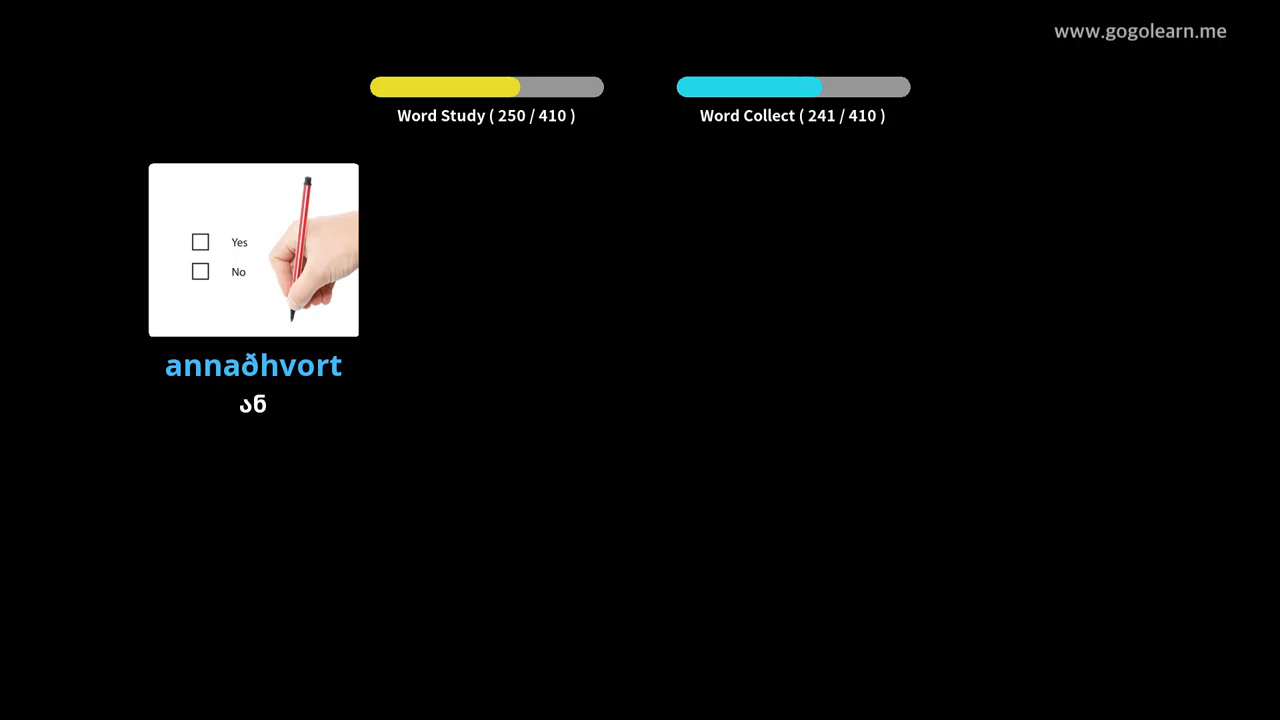 www.gogolearn.me
Word Study ( 250 / 410 )
Word Collect ( 241 / 410 )
Yes
No
annaðhvort
ან